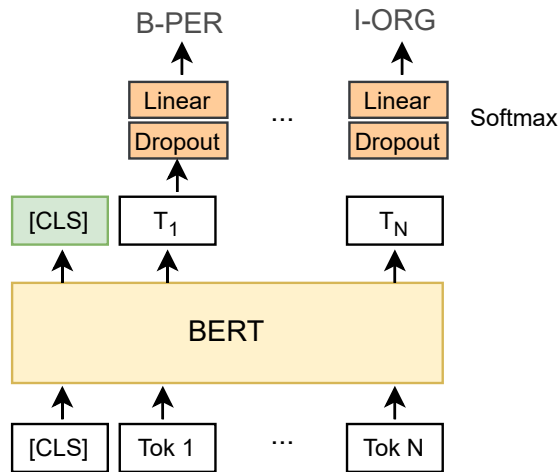 B-PER I-ORG
Linear ... Linear
Dropout Dropout
Softmax
[CLS] T1 TN
BERT
[CLS] Tok 1 ... Tok N